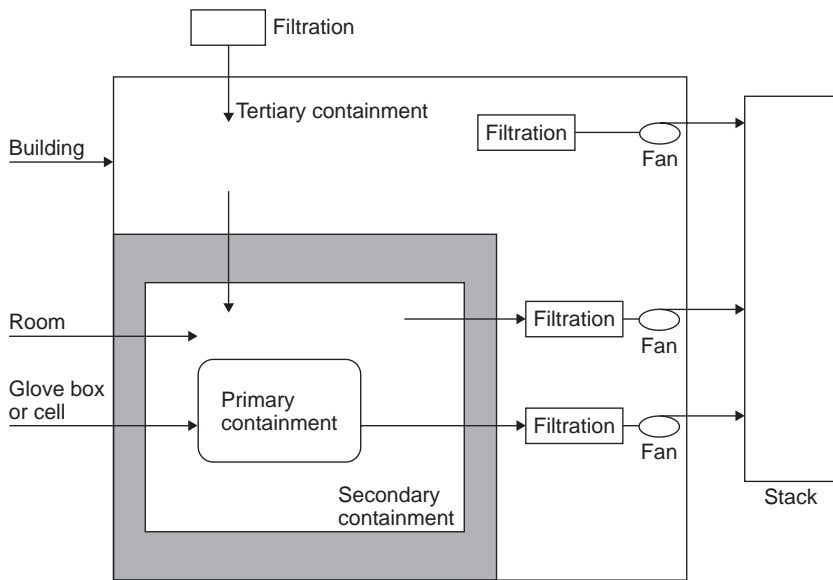 Filtration
Tertiary containment
Filtration
Fan
Building
Room
Filtration
Fan
Glove box
or cell
Primary
containment
Filtration
Fan
Secondary
containment
Stack